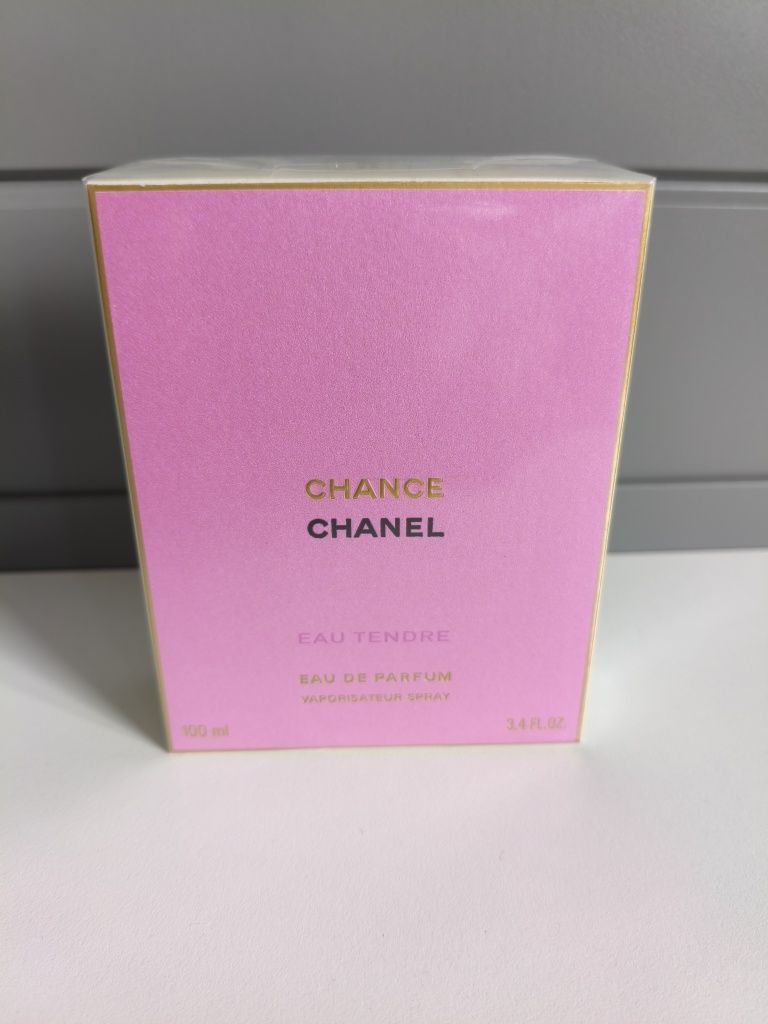 CHANCE
CHANEL
EAU TENDRE
EAU DE PARFUM
VAPORISATEUR SPRAY
100 ml 3.4 FL.OZ.